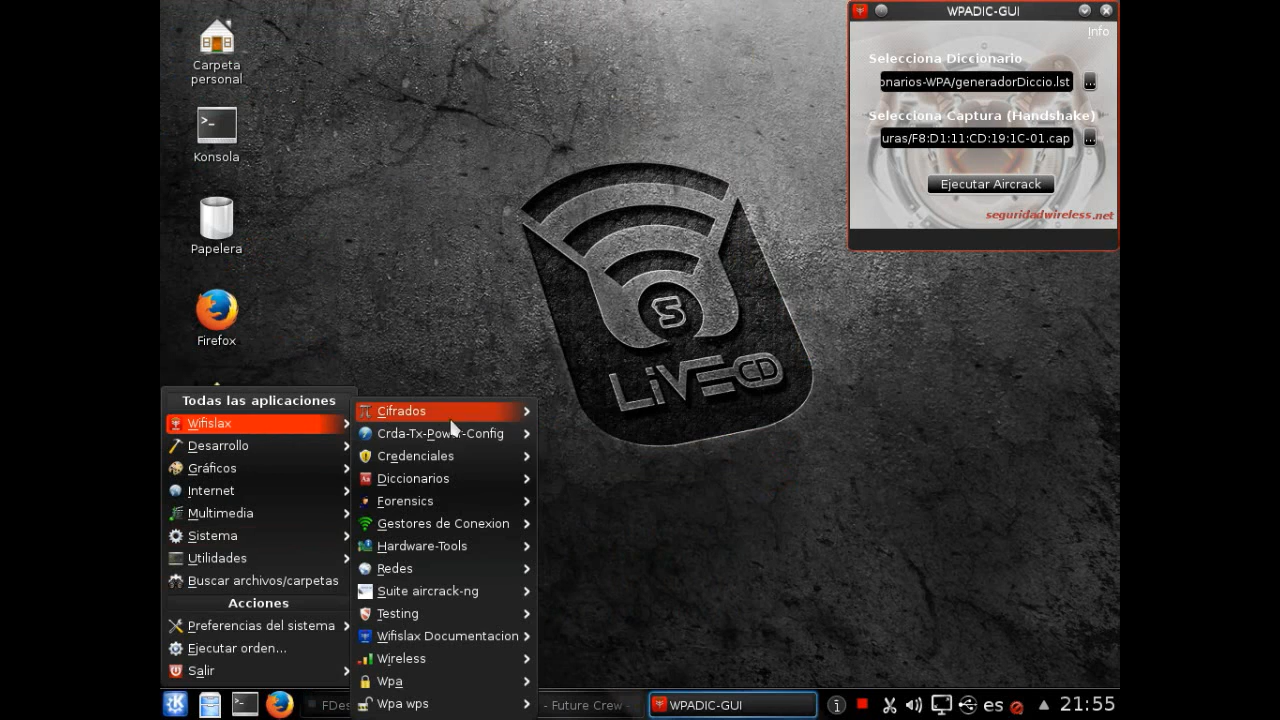 Carpeta
personal
Konsola
Papelera
Firefox
WPADIC-GUI
Info
Selecciona Diccionario
onarios-WPA/generadorDiccio.lst
...
Selecciona Captura (Handshake)
uras/F8:D1:11:CD:19:1C-01.cap
...
Ejecutar Aircrack
seguridadwireless.net
S
LiVE CD
Todas las aplicaciones
Wifislax
Desarrollo
Gráficos
Internet
Multimedia
Sistema
Utilidades
Buscar archivos/carpetas
Acciones
Preferencias del sistema
Ejecutar orden...
Salir
Cifrados
Crda-Tx-Power-Config
Credenciales
Diccionarios
Forensics
Gestores de Conexion
Hardware-Tools
Redes
Suite aircrack-ng
Testing
Wifislax Documentacion
Wireless
Wpa
Wpa wps
FDes
- Future Crew -
WPADIC-GUI
es
21:55